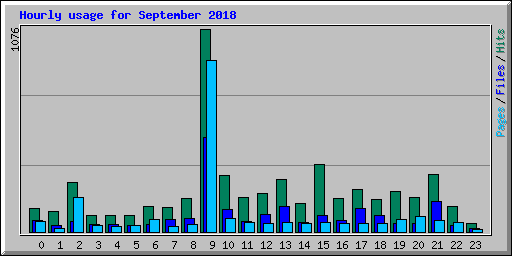 Hourly usage for September 2018
1076
Pages / Files / Hits
0 1 2 3 4 5 6 7 8 9 10 11 12 13 14 15 16 17 18 19 20 21 22 23